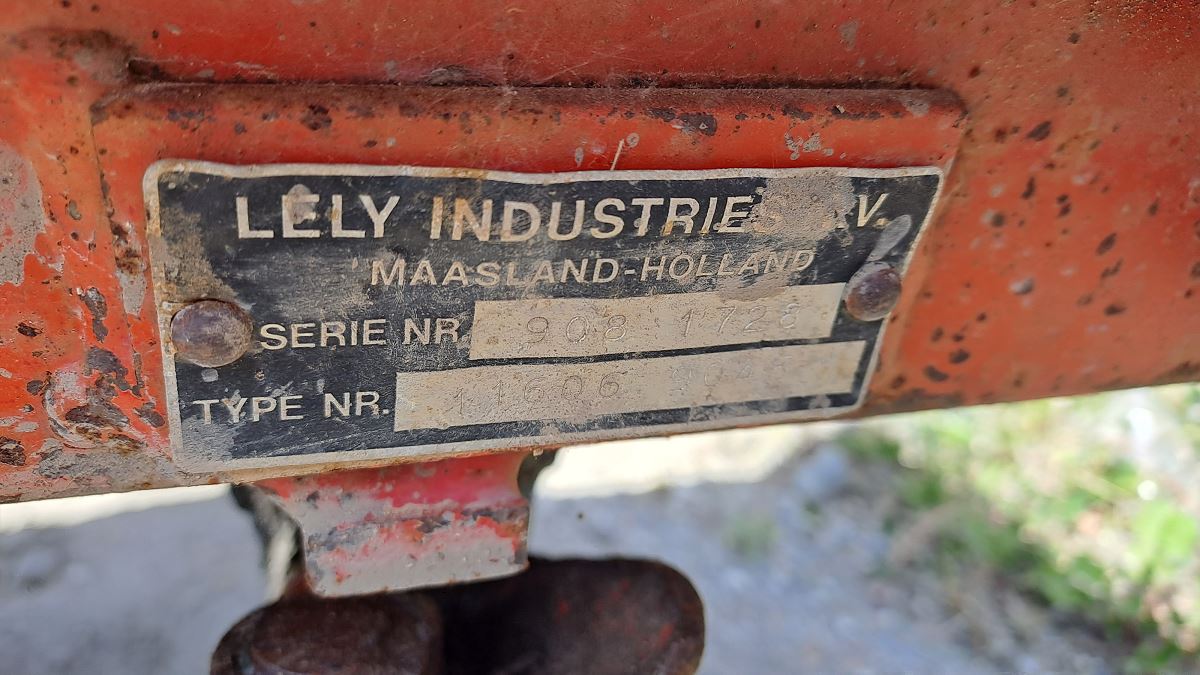 LELY INDUSTRIES .V.
MAASLAND-HOLLAND
SERIE NR. 908 1728
TYPE NR. 11606